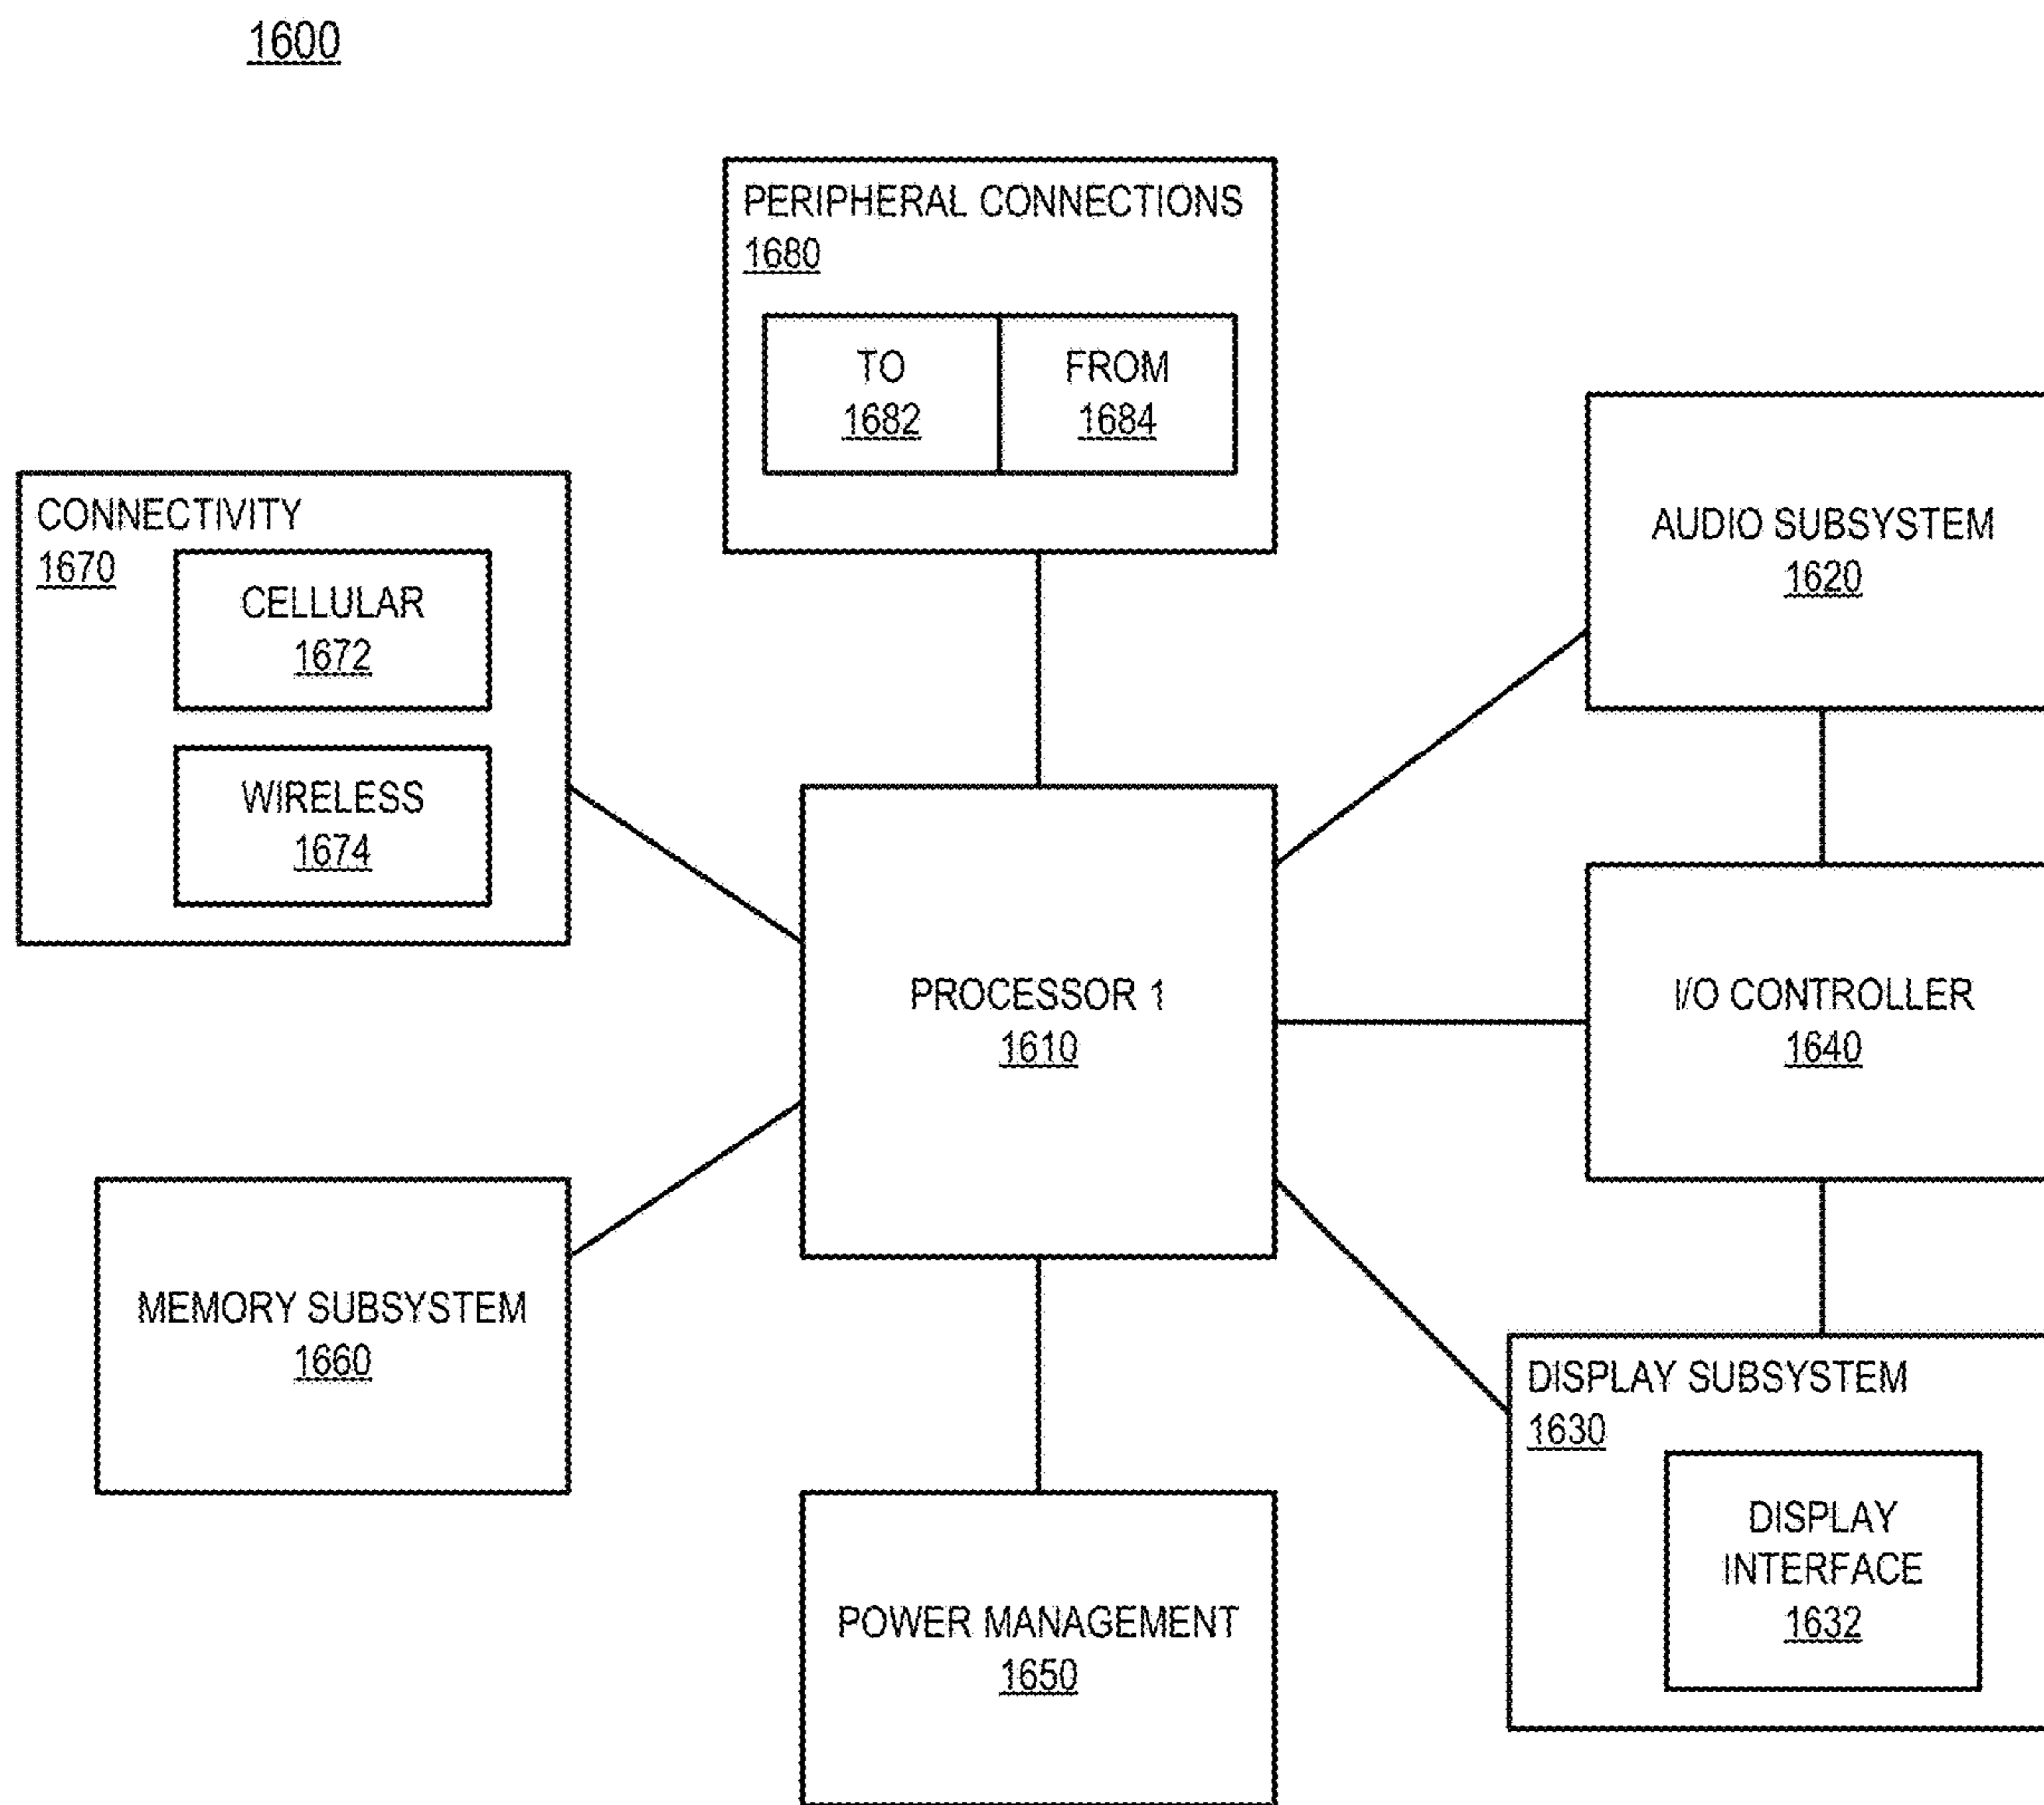 1600
PERIPHERAL CONNECTIONS
1680
TO
1682
FROM
1684
CONNECTIVITY
1670
CELLULAR
1672
WIRELESS
1674
AUDIO SUBSYSTEM
1620
PROCESSOR 1
1610
I/O CONTROLLER
1640
MEMORY SUBSYSTEM
1660
DISPLAY SUBSYSTEM
1630
DISPLAY
INTERFACE
1632
POWER MANAGEMENT
1650